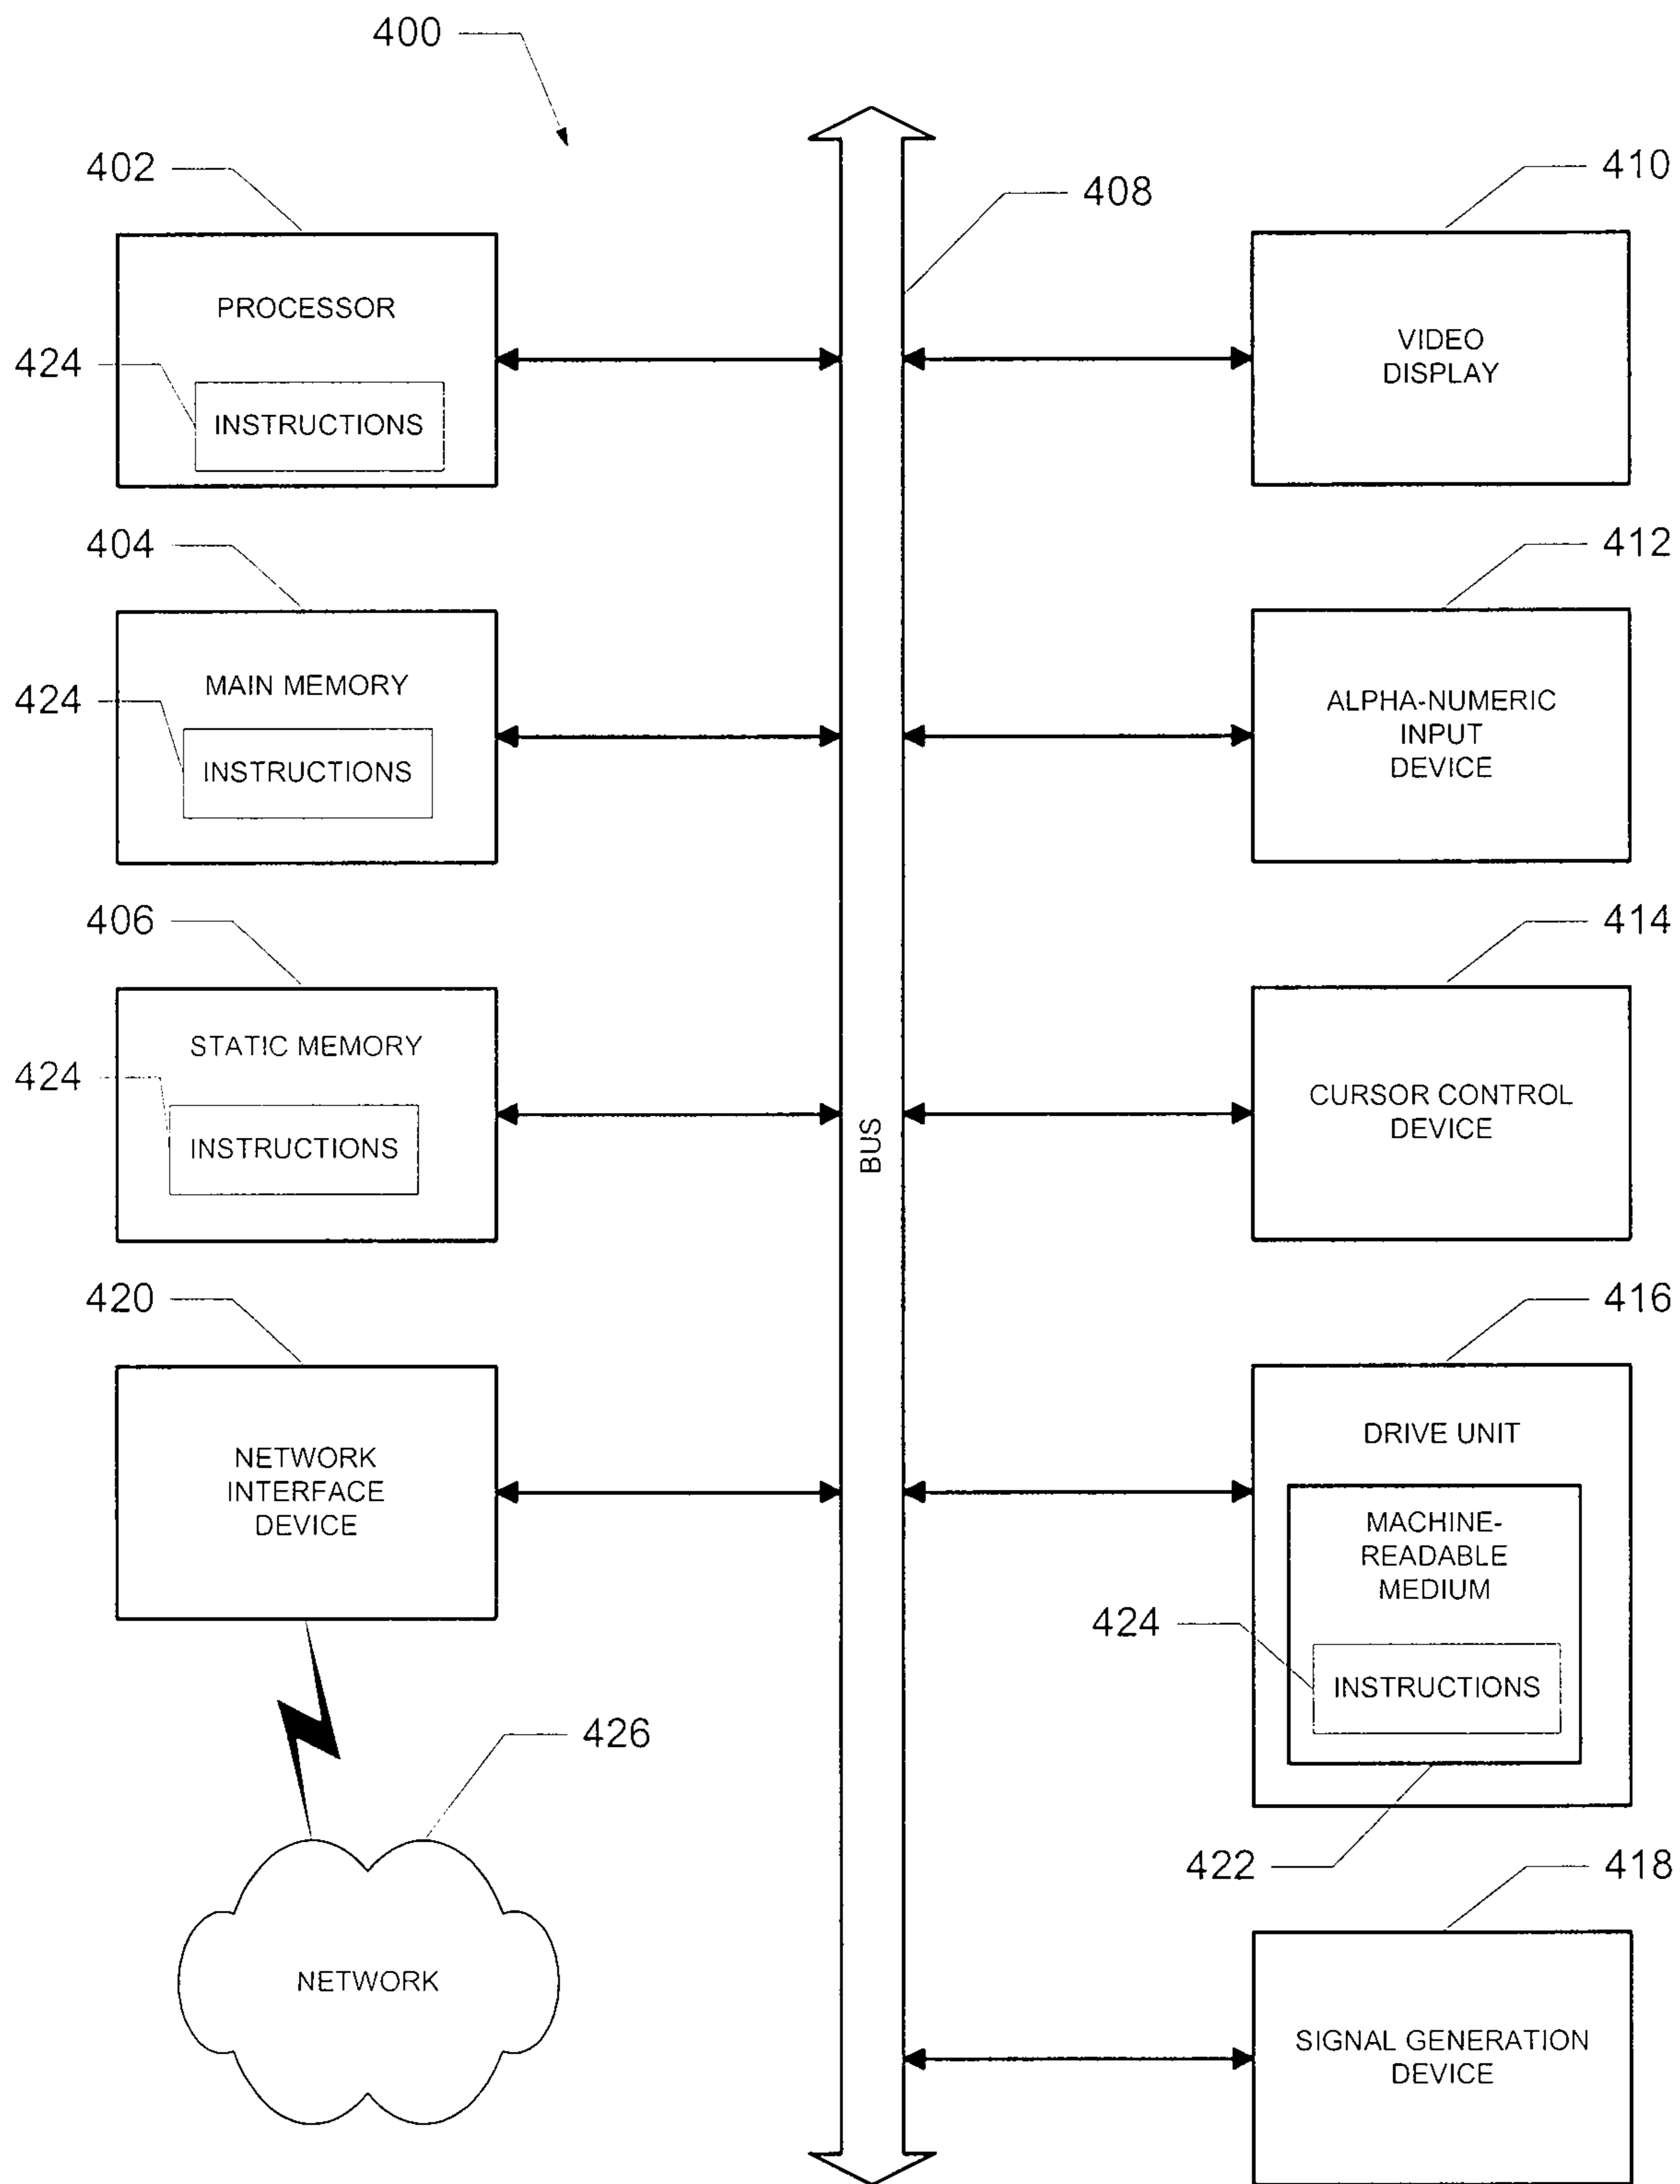 400
402
PROCESSOR
424
INSTRUCTIONS
404
MAIN MEMORY
424
INSTRUCTIONS
406
STATIC MEMORY
424
INSTRUCTIONS
420
NETWORK
INTERFACE
DEVICE
426
NETWORK
408
BUS
410
VIDEO
DISPLAY
412
ALPHA-NUMERIC
INPUT
DEVICE
414
CURSOR CONTROL
DEVICE
416
DRIVE UNIT
MACHINE-
READABLE
MEDIUM
424
INSTRUCTIONS
422
418
SIGNAL GENERATION
DEVICE